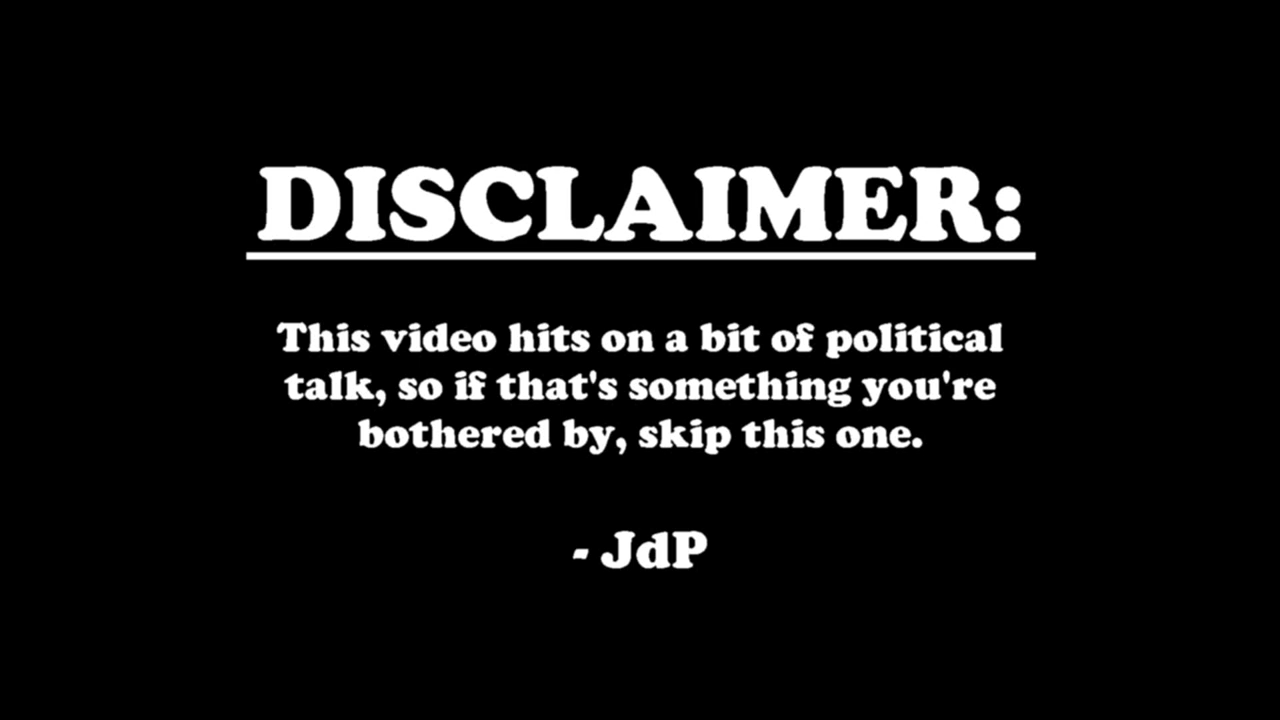 DISCLAIMER:
This video hits on a bit of political
talk, so if that's something you're
bothered by, skip this one.
- JdP